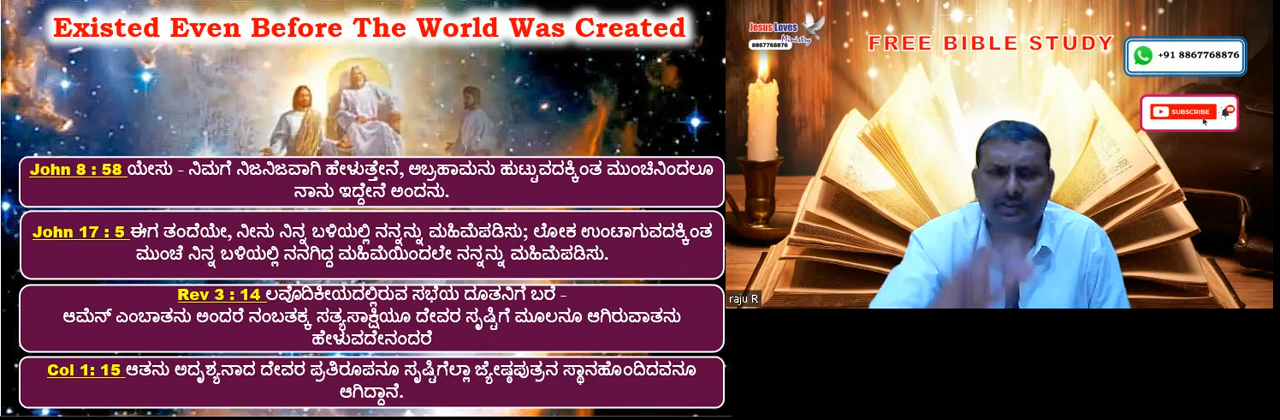 Existed Even Before The World Was Created
John 8 : 58 ಯೇಸು - ನಿಮಗೆ ನಿಜನಿಜವಾಗಿ ಹೇಳುತ್ತೇನೆ, ಅಬ್ರಹಾಮನು ಹುಟ್ಟುವದಕ್ಕಿಂತ ಮುಂಚಿನಿಂದಲೂ
ನಾನು ಇದ್ದೇನೆ ಅಂದನು.
John 17 : 5 ಈಗ ತಂದೆಯೇ, ನೀನು ನಿನ್ನ ಬಳಿಯಲ್ಲಿ ನನ್ನನ್ನು ಮಹಿಮೆಪಡಿಸು; ಲೋಕ ಉಂಟಾಗುವದಕ್ಕಿಂತ
ಮುಂಚೆ ನಿನ್ನ ಬಳಿಯಲ್ಲಿ ನನಗಿದ್ದ ಮಹಿಮೆಯಿಂದಲೇ ನನ್ನನ್ನು ಮಹಿಮೆಪಡಿಸು.
Rev 3 : 14 ಲವೊದಿಕೀಯದಲ್ಲಿರುವ ಸಭೆಯ ದೂತನಿಗೆ ಬರೆ -
ಆಮೆನ್ ಎಂಬಾತನು ಅಂದರೆ ನಂಬತಕ್ಕ ಸತ್ಯಸಾಕ್ಷಿಯೂ ದೇವರ ಸೃಷ್ಟಿಗೆ ಮೂಲನೂ ಆಗಿರುವಾತನು
ಹೇಳುವದೇನಂದರೆ
Col 1: 15 ಆತನು ಅದೃಶ್ಯನಾದ ದೇವರ ಪ್ರತಿರೂಪನೂ ಸೃಷ್ಟಿಗೆಲ್ಲಾ ಜ್ಯೇಷ್ಠಪುತ್ರನ ಸ್ಥಾನಹೊಂದಿದವನೂ
ಆಗಿದ್ದಾನೆ.
Jesus Loves
Ministry
8867768876
FREE BIBLE STUDY
+91 8867768876
SUBSCRIBE
raju R